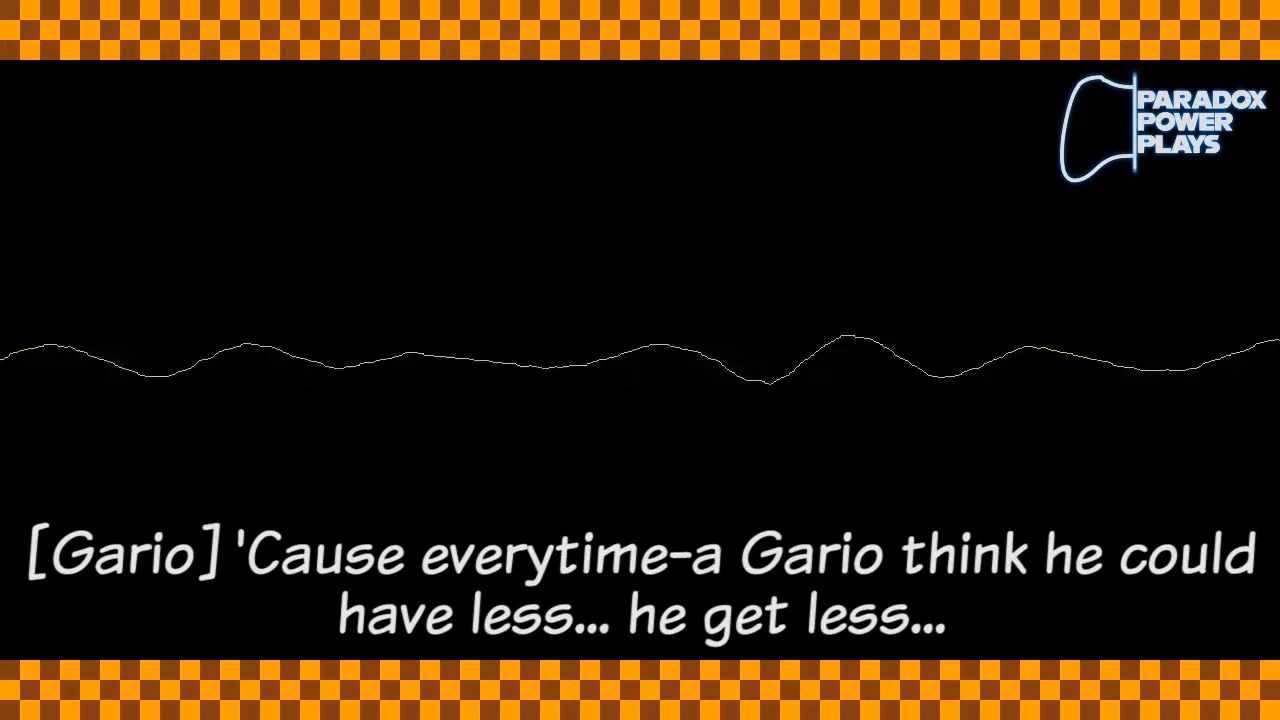 PARADOX
POWER
PLAYS
[Gario] 'Cause everytime-a Gario think he could
have less... he get less...